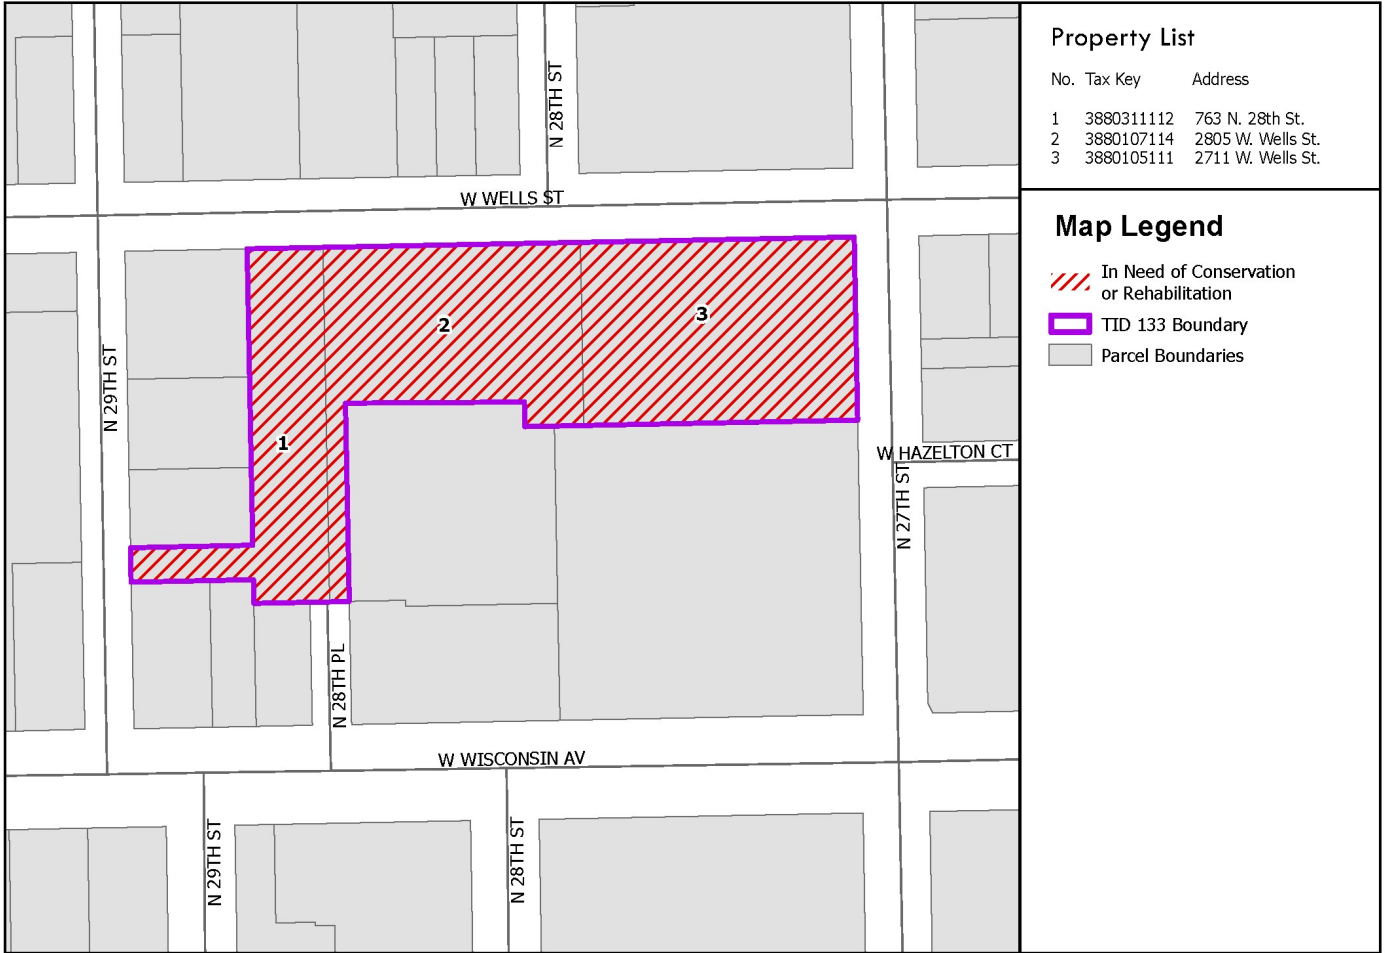 N 28TH ST
W WELLS ST
N 29TH ST
1
2
3
W HAZELTON CT
N 27TH ST
N 28TH PL
W WISCONSIN AV
N 29TH ST
N 28TH ST
Property List
No. Tax Key Address
1 3880311112 763 N. 28th St.
2 3880107114 2805 W. Wells St.
3 3880105111 2711 W. Wells St.
Map Legend
In Need of Conservation
or Rehabilitation
TID 133 Boundary
Parcel Boundaries